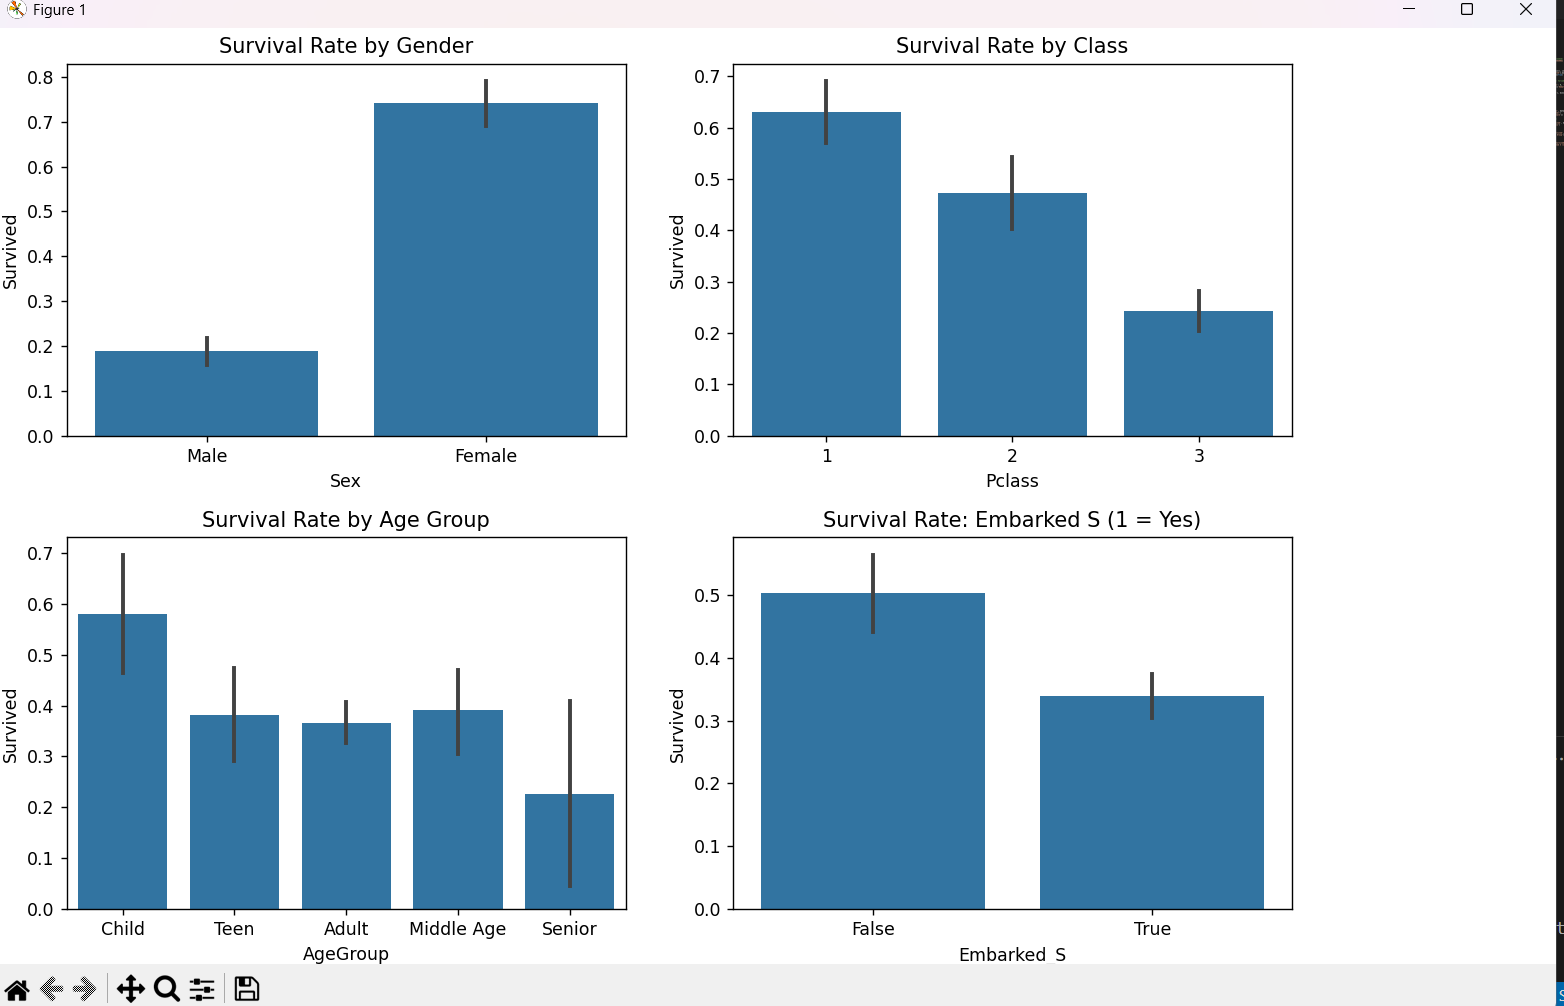 Figure 1
Survival Rate by Gender
0.8
0.7
0.6
0.5
0.4
0.3
0.2
0.1
0.0
Survived
Male Female
Sex
Survival Rate by Class
0.7
0.6
0.5
0.4
0.3
0.2
0.1
0.0
Survived
1 2 3
Pclass
Survival Rate by Age Group
0.7
0.6
0.5
0.4
0.3
0.2
0.1
0.0
Survived
Child Teen Adult Middle Age Senior
AgeGroup
Survival Rate: Embarked S (1 = Yes)
0.5
0.4
0.3
0.2
0.1
0.0
Survived
False True
Embarked_S